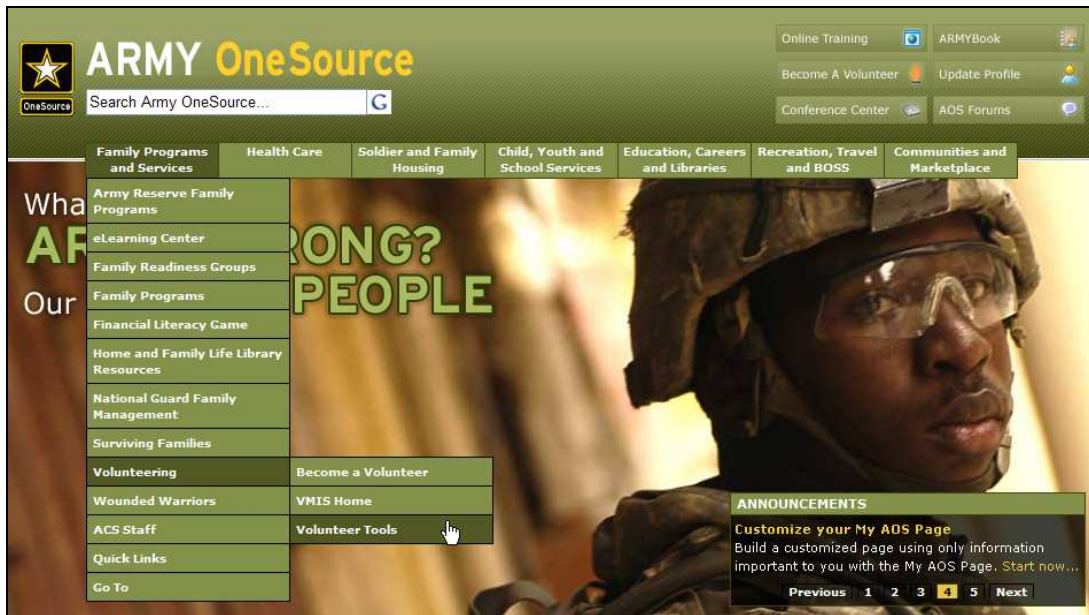 Online Training
ARMYBook
ARMY OneSource
Become A Volunteer
Update Profile
OneSource
Search Army OneSource...
G
Conference Center
AOS Forums
Family Programs
and Services
Health Care
Soldier and Family
Housing
Child, Youth and
School Services
Education, Careers
and Libraries
Recreation, Travel
and BOSS
Communities and
Marketplace
Wha
AR
RONG?
Our
PEOPLE
Army Reserve Family
Programs
eLearning Center
Family Readiness Groups
Family Programs
Financial Literacy Game
Home and Family Life Library
Resources
National Guard Family
Management
Surviving Families
Volunteering
Wounded Warriors
ACS Staff
Quick Links
Go To
Become a Volunteer
VMIS Home
Volunteer Tools
ANNOUNCEMENTS
Customize your My AOS Page
Build a customized page using only information
important to you with the My AOS Page. Start now...
Previous 1 2 3 4 5 Next